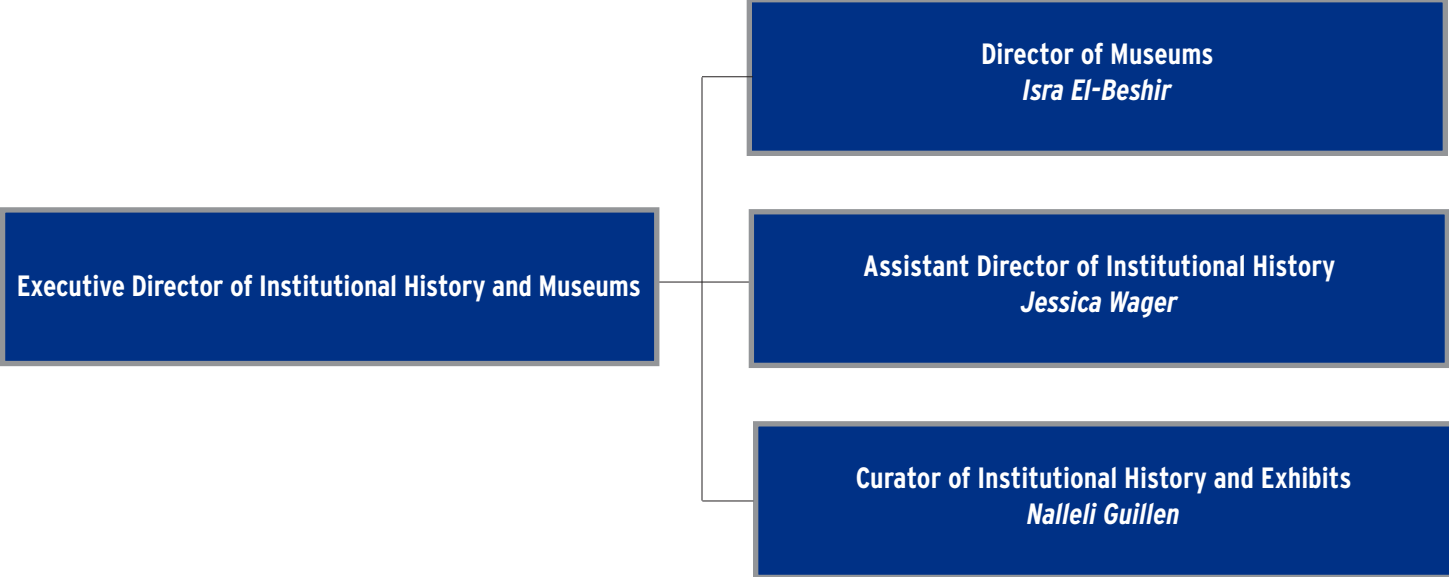 Director of Museums
Isra El-Beshir
Executive Director of Institutional History and Museums
Assistant Director of Institutional History
Jessica Wager
Curator of Institutional History and Exhibits
Nalleli Guillen